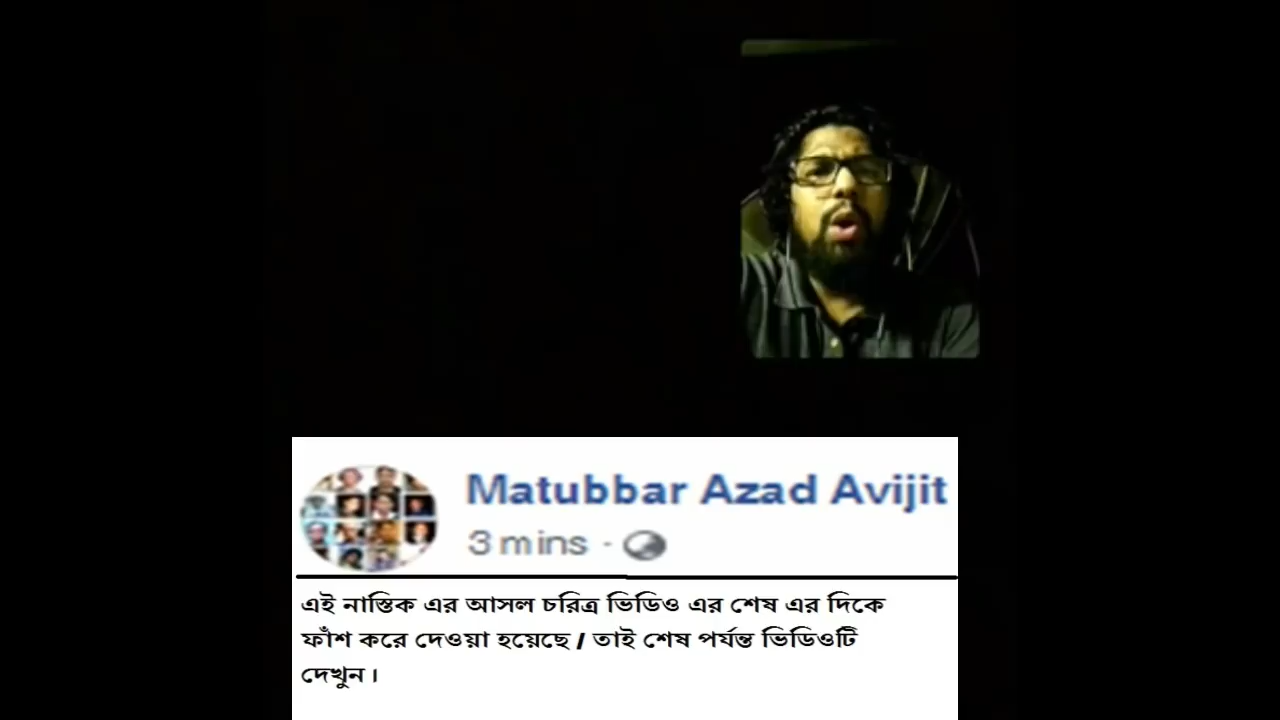 Matubbar Azad Avijit
3 mins ·
এই নাস্তিক এর আসল চরিত্র ভিডিও এর শেষ এর দিকে
ফাঁশ করে দেওয়া হয়েছে / তাই শেষ পর্যন্ত ভিডিওটি
দেখুন।